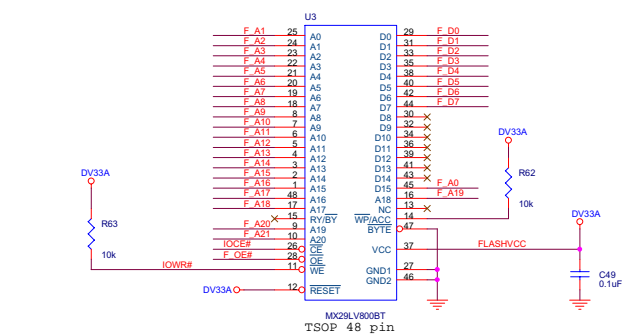 U3
F_A1 25 A0 D0 29 F_D0
F_A2 24 A1 D1 31 F_D1
F_A3 23 A2 D2 33 F_D2
F_A4 22 A3 D3 35 F_D3
F_A5 21 A4 D4 38 F_D4
F_A6 20 A5 D5 40 F_D5
F_A7 19 A6 D6 42 F_D6
F_A8 18 A7 D7 44 F_D7
F_A9 8 A8 D8 30
F_A10 7 A9 D9 32
F_A11 6 A10 D10 34
F_A12 5 A11 D11 36
F_A13 4 A12 D12 39
F_A14 3 A13 D13 41
F_A15 2 A14 D14 43
F_A16 1 A15 D15 45 F_A0
F_A17 48 A16 A18 16 F_A19
F_A18 17 A17 NC 13
15 RY/BY WP/ACC 14
F_A20 9 A19 BYTE 47
F_A21 10 A20
IOCE# 26 CE VCC 37 FLASHVCC
F_OE# 28 OE
IOWR# 11 WE GND1 27
GND2 46
DV33A 12 RESET
DV33A
R63
10k
DV33A
R62
10k
DV33A
C49
0.1uF
MX29LV800BT
TSOP 48 pin